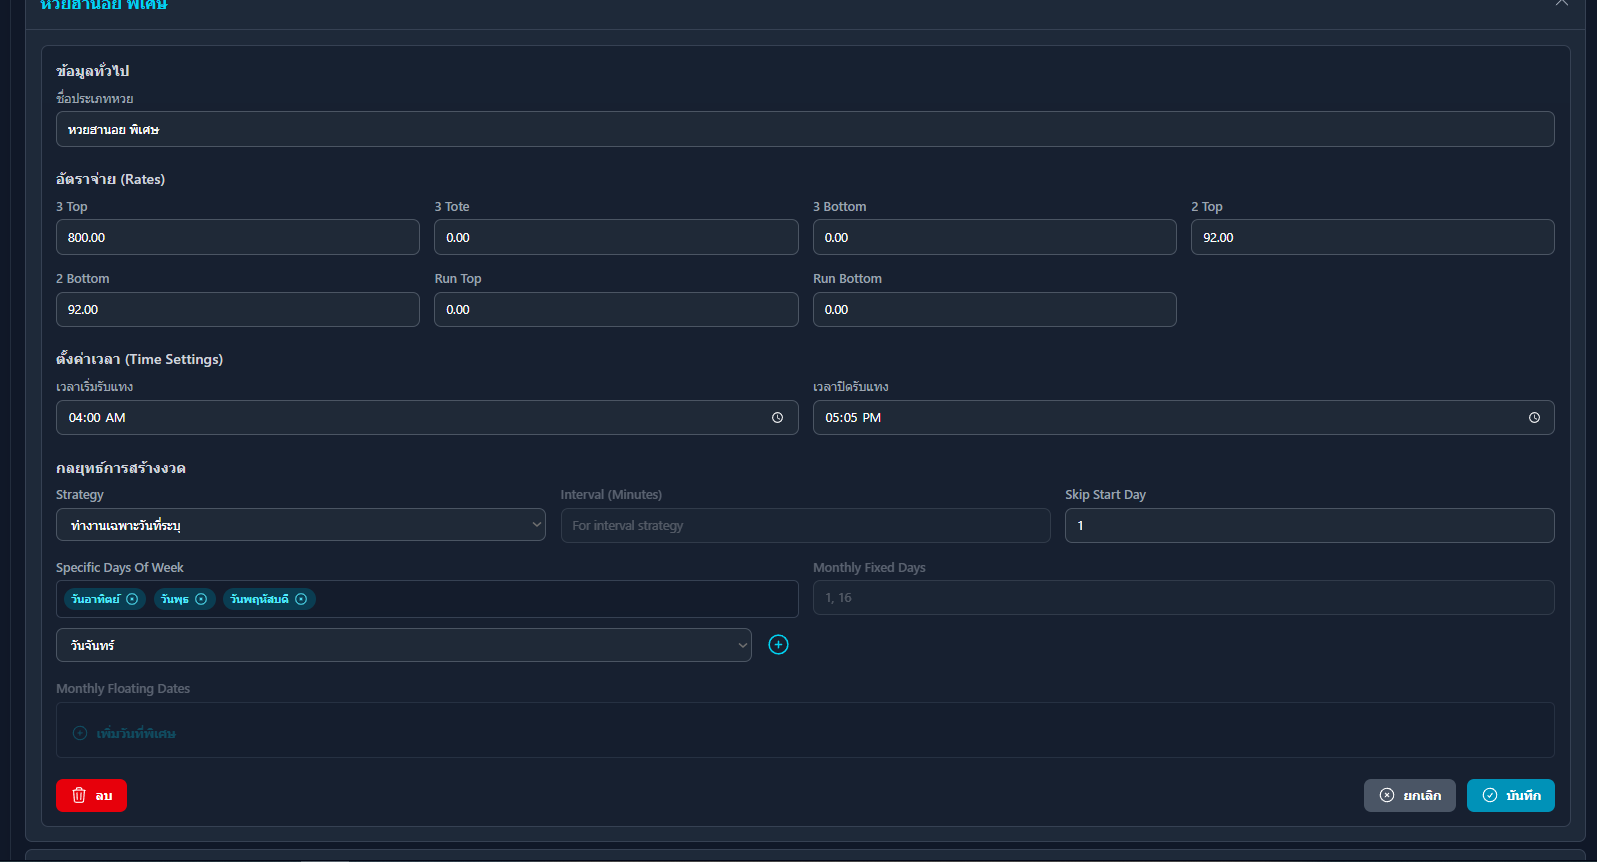 หวยฮานอย พิเศษ
ข้อมูลทั่วไป
ชื่อประเภทหวย
หวยฮานอย พิเศษ
อัตราจ่าย (Rates)
3 Top
3 Tote
3 Bottom
2 Top
800.00
0.00
0.00
92.00
2 Bottom
Run Top
Run Bottom
92.00
0.00
0.00
ตั้งค่าเวลา (Time Settings)
เวลาเริ่มรับแทง
เวลาปิดรับแทง
04:00 AM
05:05 PM
กลยุทธ์การสร้างงวด
Strategy
Interval (Minutes)
Skip Start Day
ทำงานเฉพาะวันที่ระบุ
For interval strategy
1
Specific Days Of Week
Monthly Fixed Days
วันอาทิตย์
วันพุธ
วันพฤหัสบดี
1, 16
วันจันทร์
Monthly Floating Dates
เพิ่มวันที่พิเศษ
ลบ
ยกเลิก
บันทึก